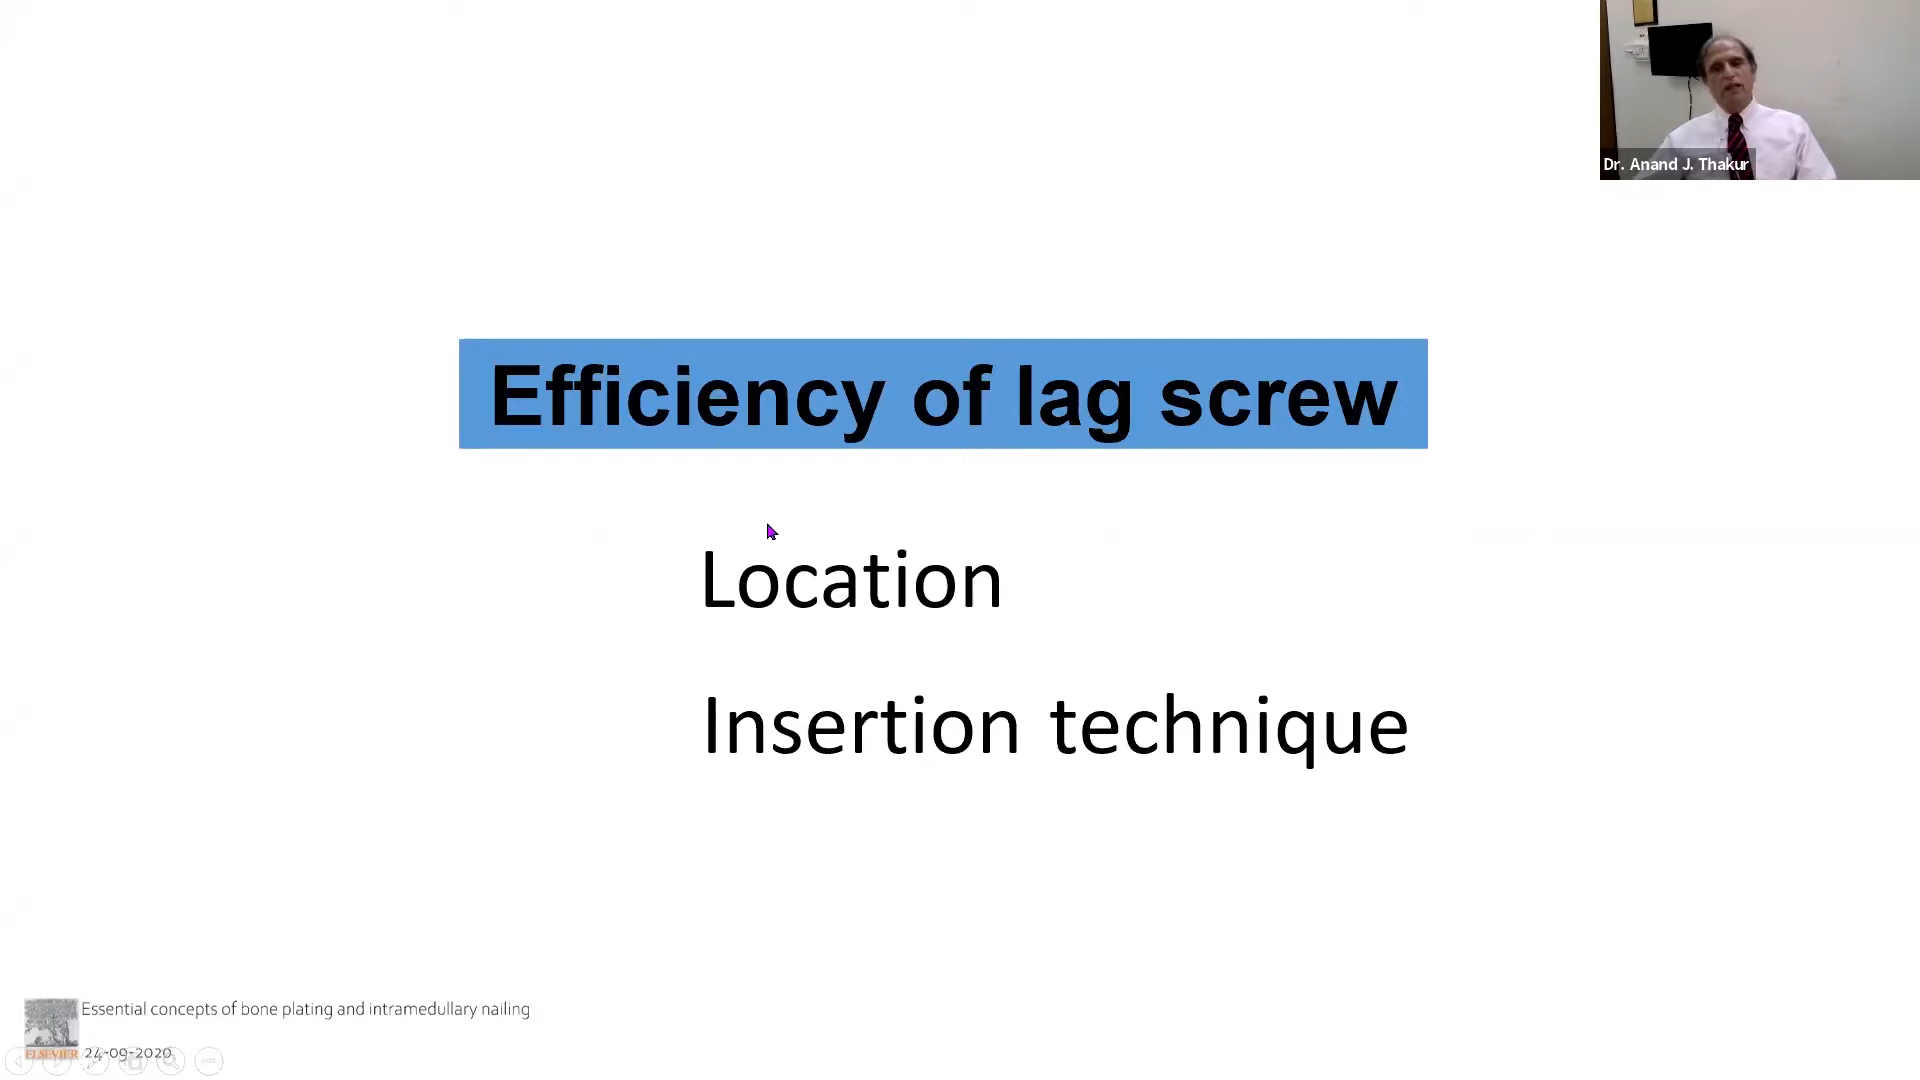 Dr. Anand J. Thakur
Efficiency of lag screw
Location
Insertion technique
Essential concepts of bone plating and intramedullary nailing
ELSEVIER
24-09-2020